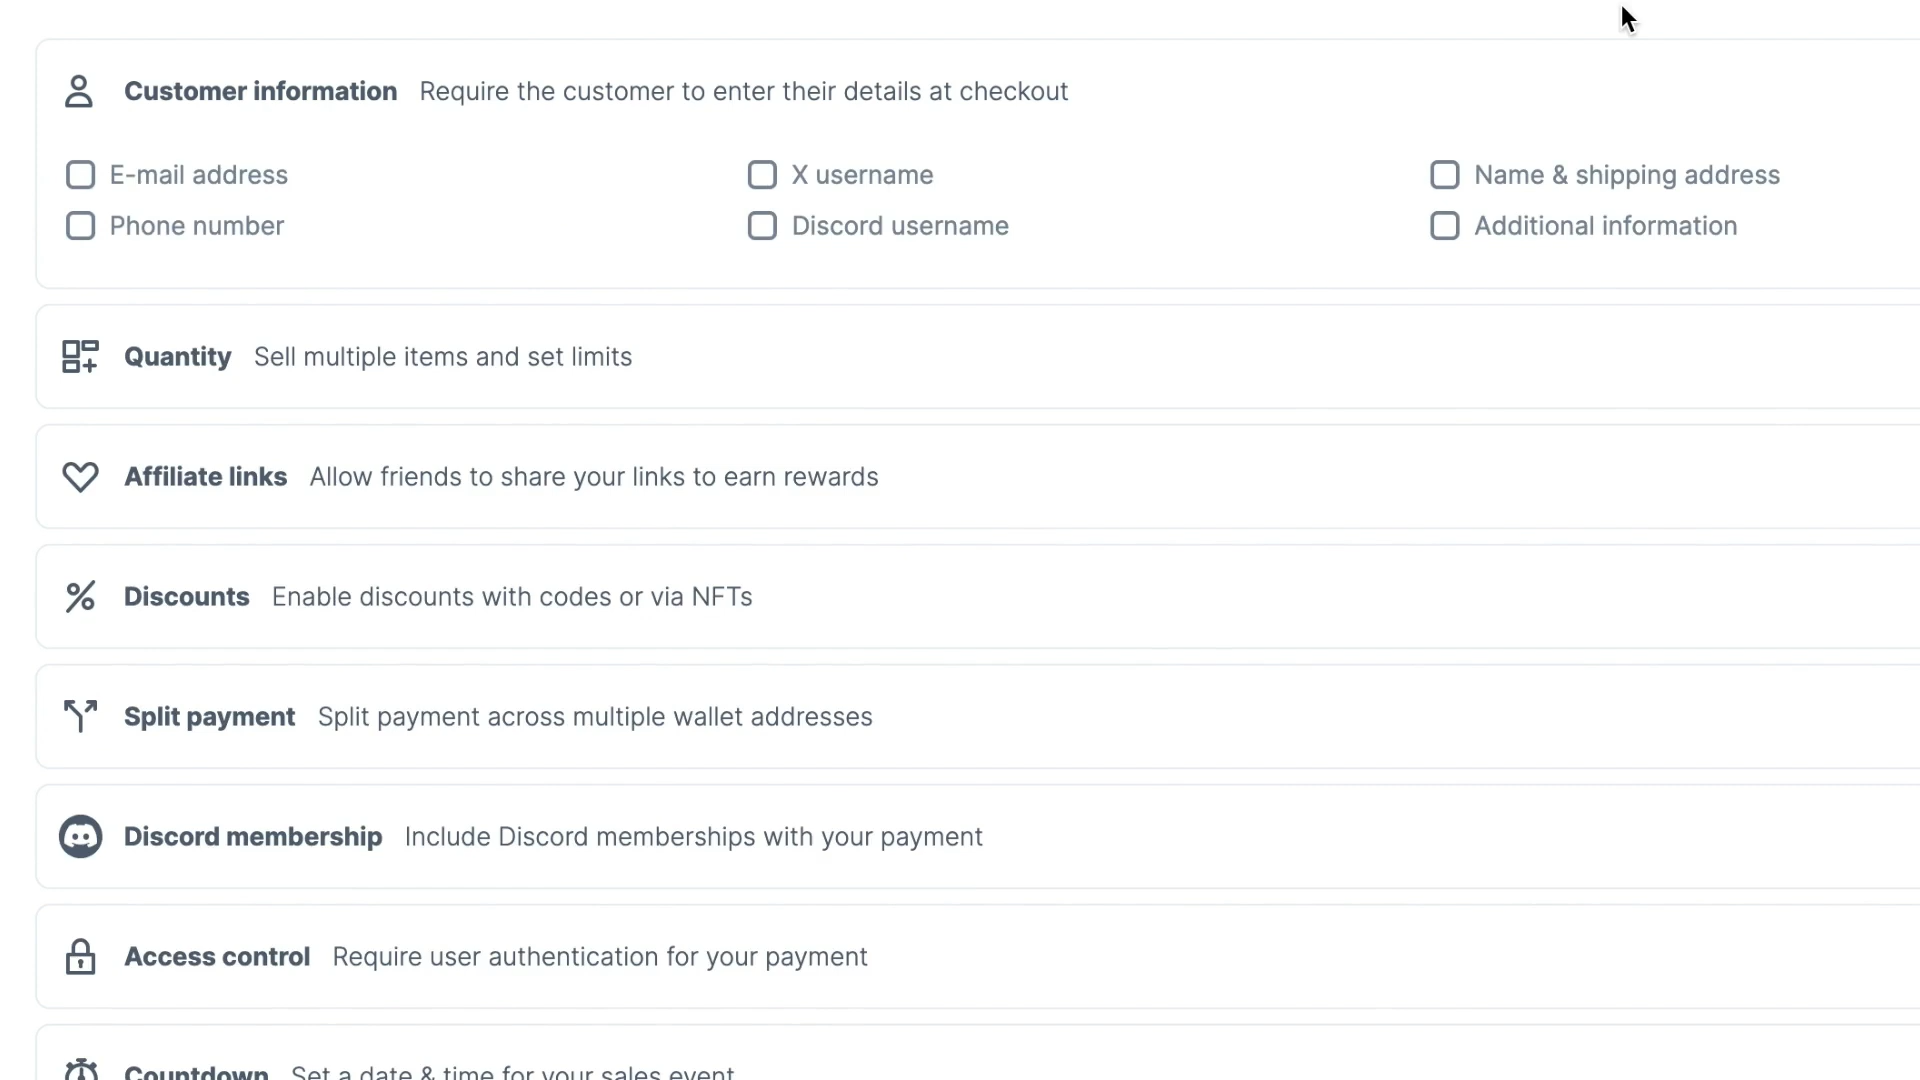 Customer information Require the customer to enter their details at checkout
E-mail address X username Name & shipping address
Phone number Discord username Additional information
Quantity Sell multiple items and set limits
Affiliate links Allow friends to share your links to earn rewards
Discounts Enable discounts with codes or via NFTs
Split payment Split payment across multiple wallet addresses
Discord membership Include Discord memberships with your payment
Access control Require user authentication for your payment
Countdown Set a date & time for your sales event